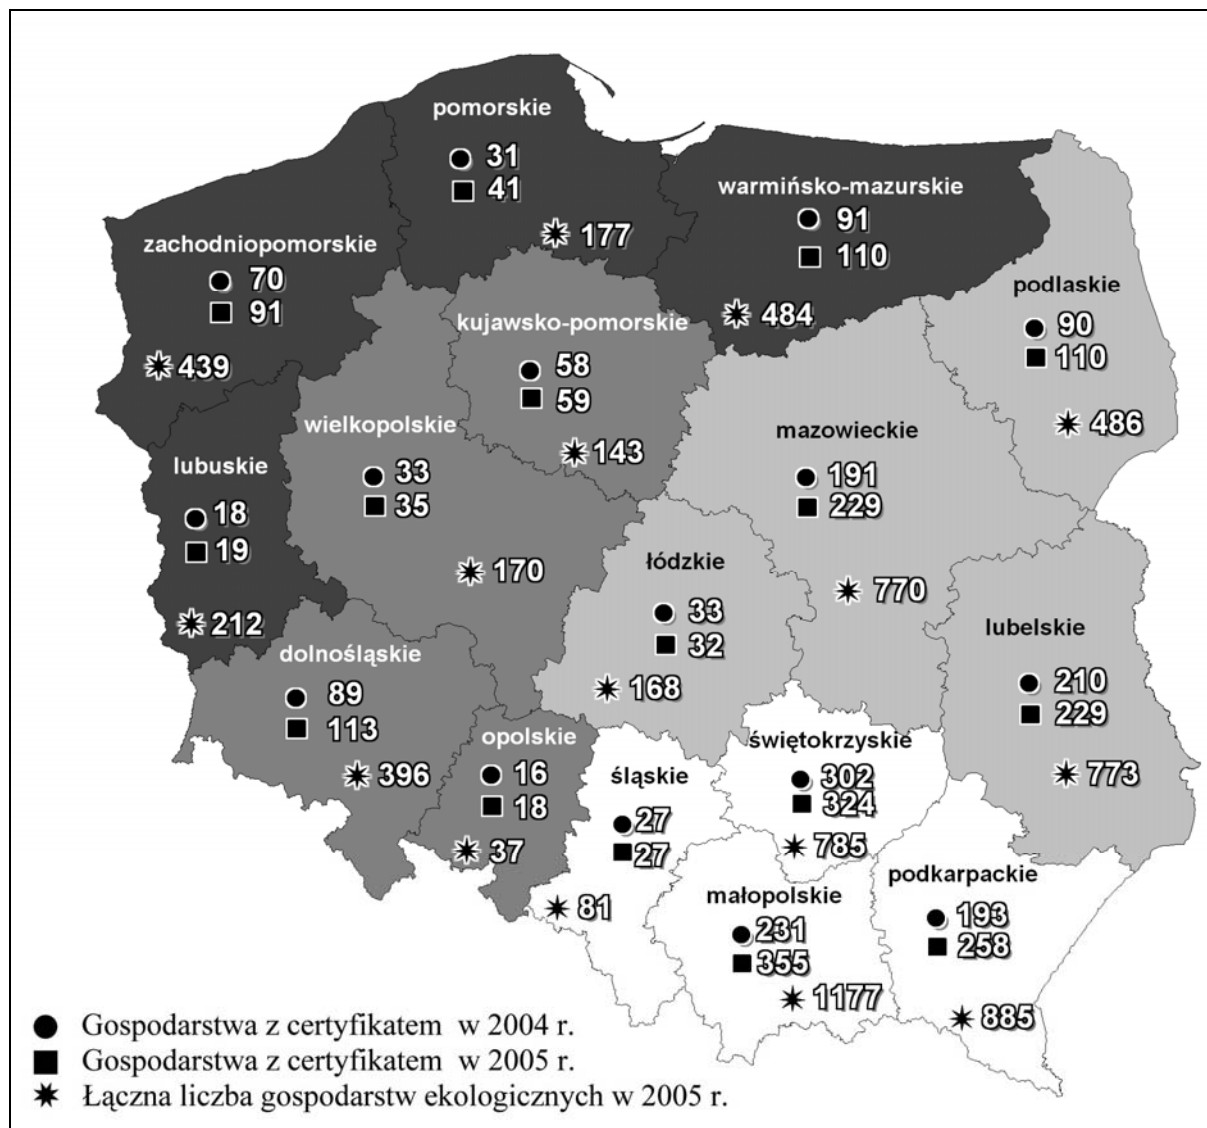 pomorskie
31
41
177
warmińsko-mazurskie
91
110
484
zachodniopomorskie
70
91
439
podlaskie
90
110
486
kujawsko-pomorskie
58
59
143
wielkopolskie
33
35
170
mazowieckie
191
229
770
lubuskie
18
19
212
łódzkie
33
32
168
lubelskie
210
229
773
dolnośląskie
89
113
396
opolskie
16
18
37
śląskie
27
27
81
świętokrzyskie
302
324
785
małopolskie
231
355
1177
podkarpackie
193
258
885
Gospodarstwa z certyfikatem w 2004 r.
Gospodarstwa z certyfikatem w 2005 r.
Łączna liczba gospodarstw ekologicznych w 2005 r.